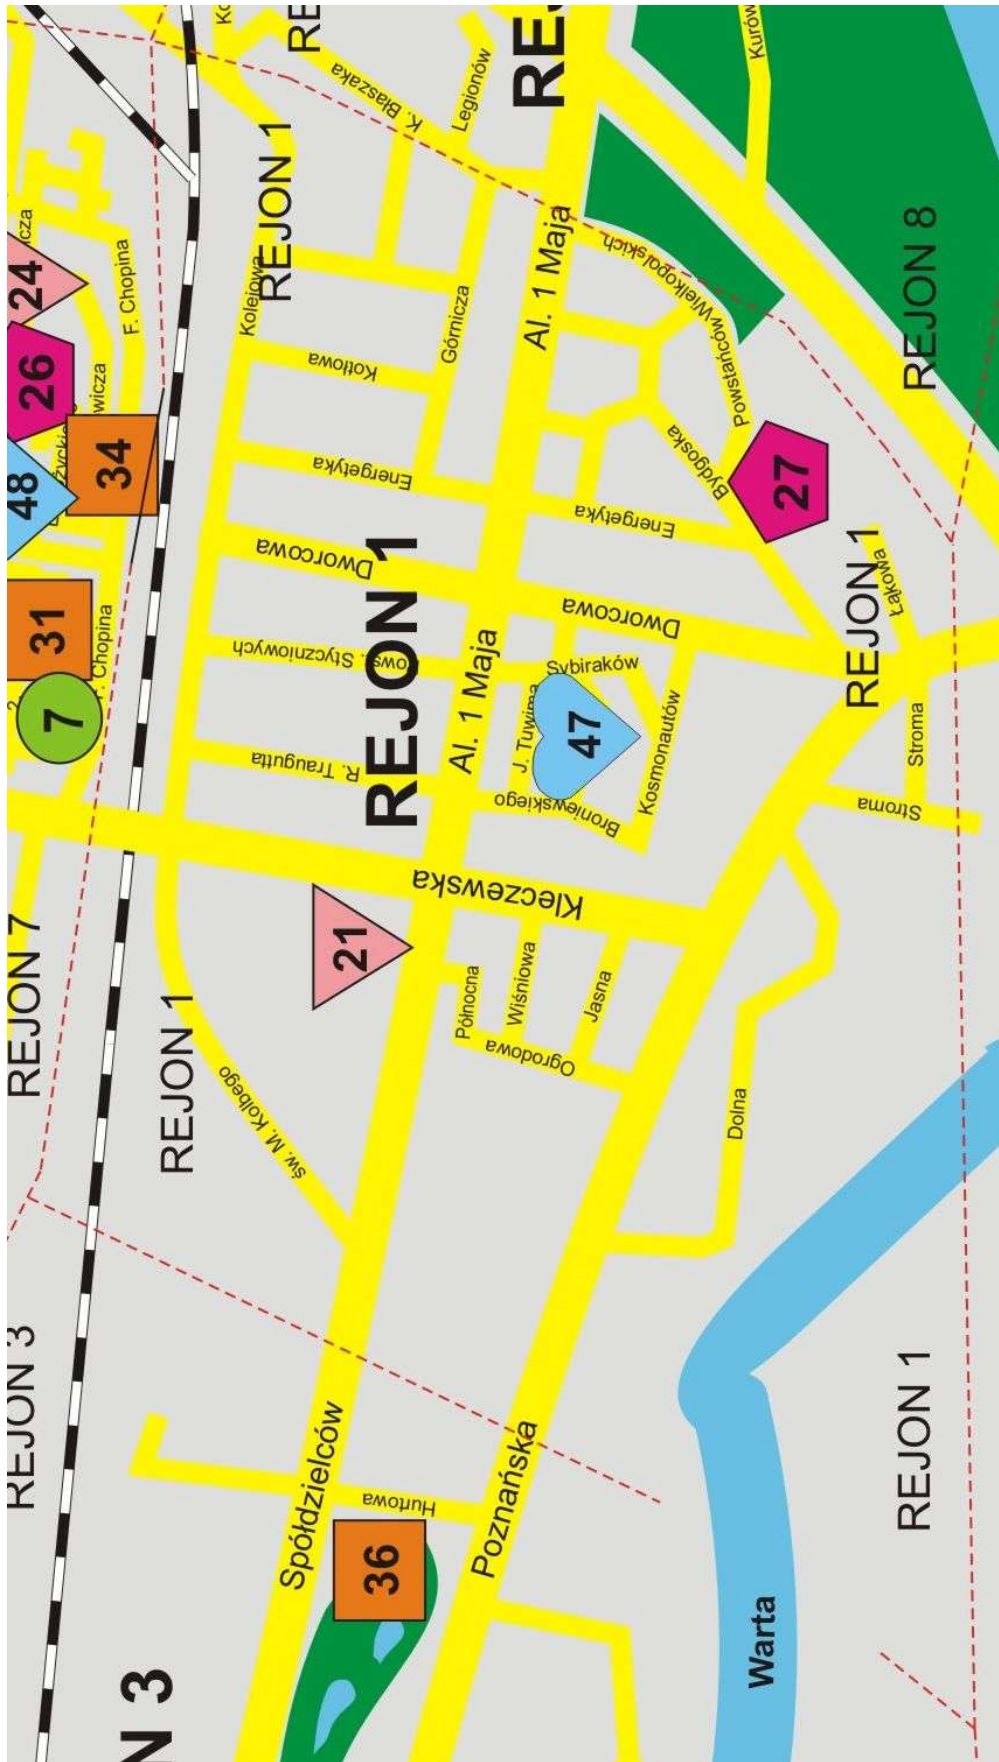 REJON 3
REJON 7
7
31
48
26
24
34
F. Chopina
Chopina
wicza
REJON 1
św. M. Kolbego
Kolejowa
REJON 1
K. Błaszaka
Legionów
Kotłowa
Górnicza
Energetyka
Dworcowa
Styczniowych
R. Traugutta
REJON 1
21
Spółdzielców
Al. 1 Maja
Al. 1 Maja
Kleczewska
Hurtowa
36
Poznańska
Północna
Wiśniowa
Jasna
Ogrodowa
J. Tuwima
Sybiraków
Broniewskiego
Kosmonautów
47
Dworcowa
Energetyka
Bydgoska
Powstańców Wielkopolskich
27
Dolna
Stroma
Stroma
Łąkowa
REJON 1
REJON 8
Warta
REJON 1